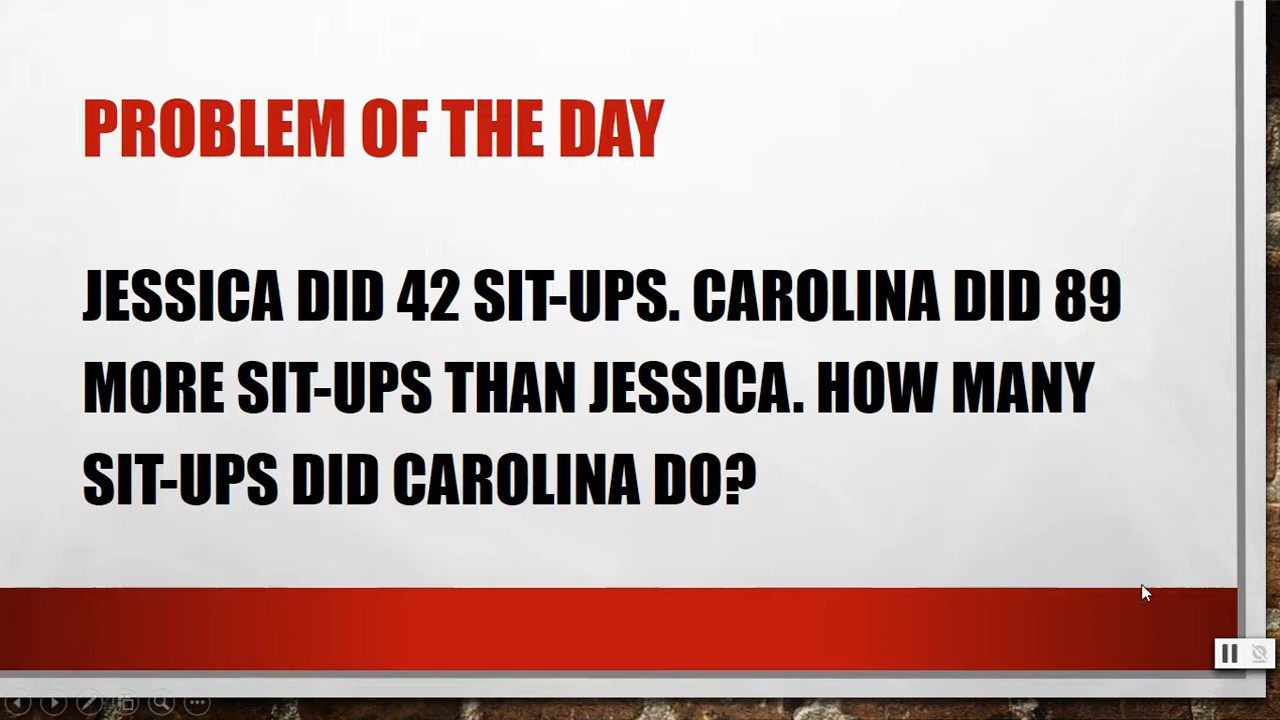 PROBLEM OF THE DAY
JESSICA DID 42 SIT-UPS. CAROLINA DID 89
MORE SIT-UPS THAN JESSICA. HOW MANY
SIT-UPS DID CAROLINA DO?